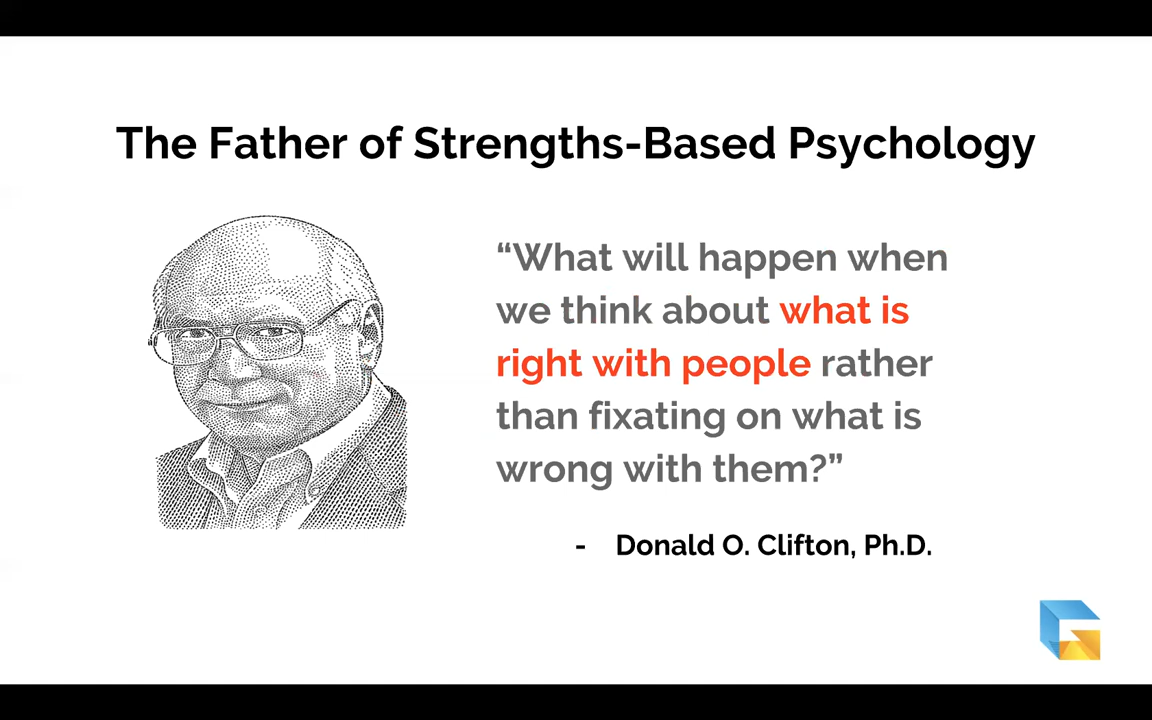 The Father of Strengths-Based Psychology
“What will happen when
we think about what is
right with people rather
than fixating on what is
wrong with them?”
- Donald O. Clifton, Ph.D.